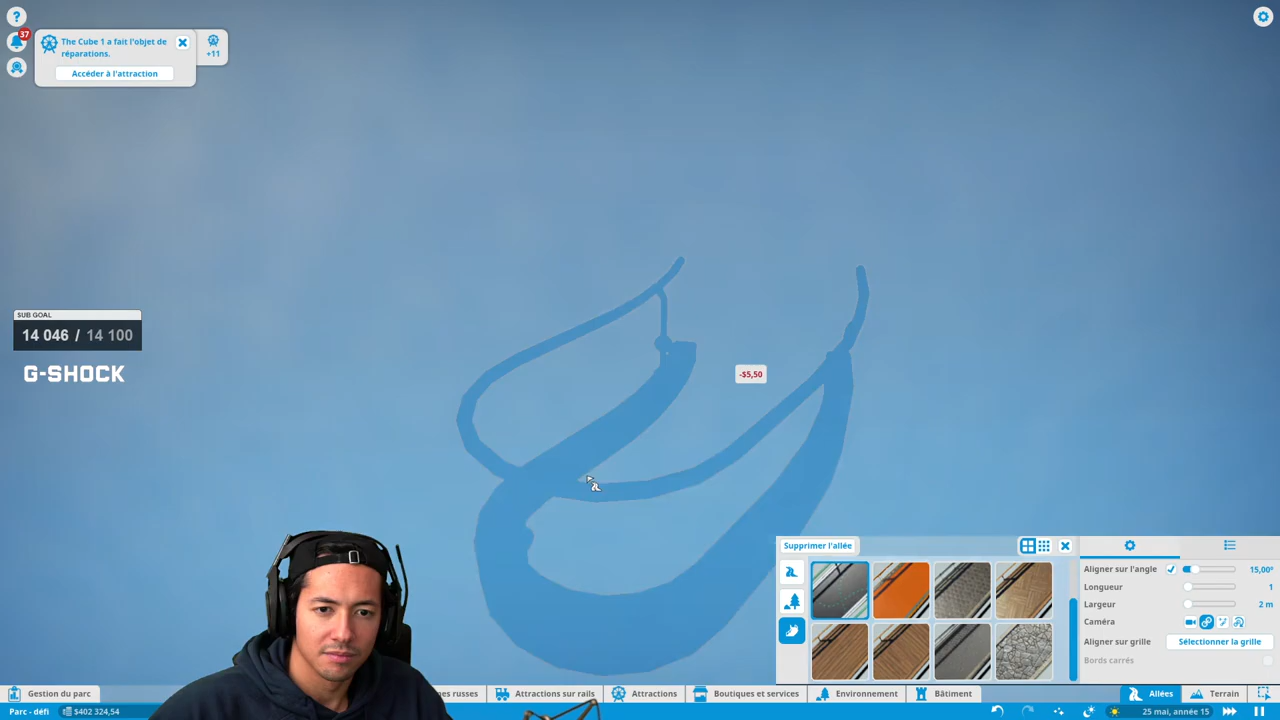 ?
37
The Cube 1 a fait l'objet de
réparations.
Accéder à l'attraction
+11
SUB GOAL
14 046 / 14 100
G-SHOCK
-$5,50
Supprimer l'allée
Aligner sur l'angle 15,00°
Longueur 1
Largeur 2 m
Caméra
Aligner sur grille Sélectionner la grille
Bords carrés
Gestion du parc
es russes
Attractions sur rails
Attractions
Boutiques et services
Environnement
Bâtiment
Allées
Terrain
Parc - défi
$402 324,54
25 mai, année 15